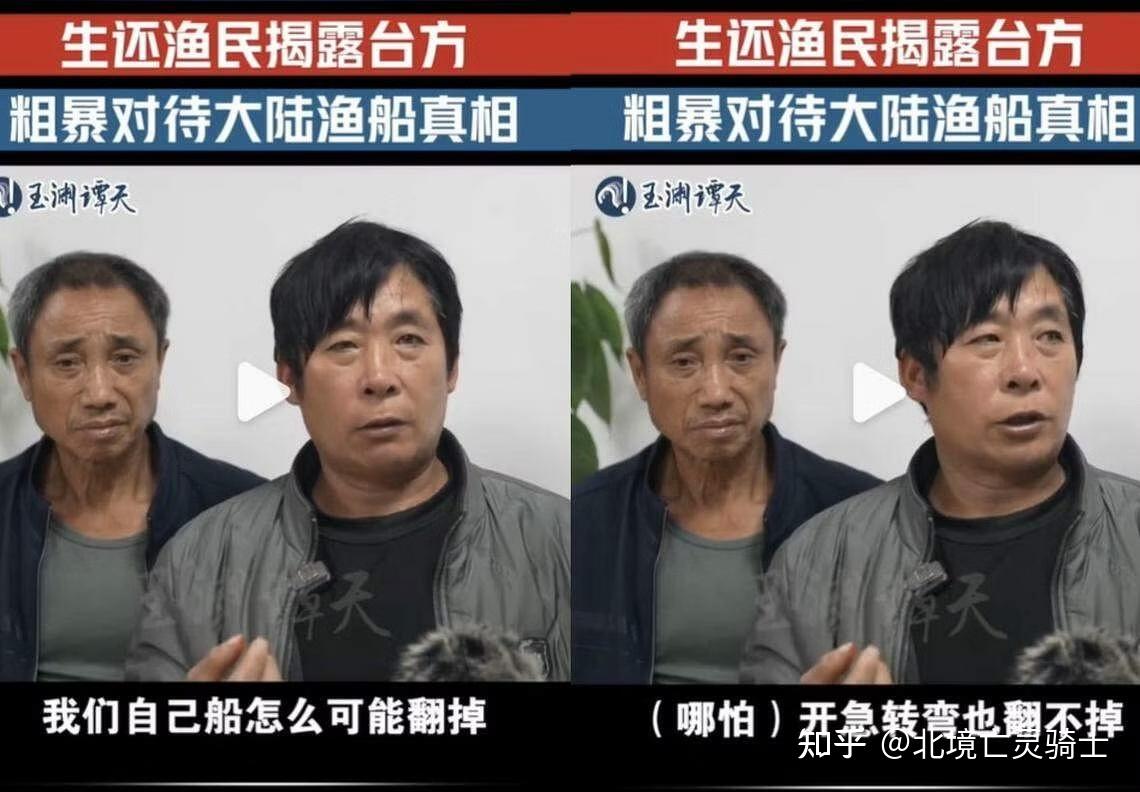 生还渔民揭露台方
粗暴对待大陆渔船真相
玉渊谭天
我们自己船怎么可能翻掉
生还渔民揭露台方
粗暴对待大陆渔船真相
玉渊谭天
谭天
（哪怕）开急转弯也翻不掉
知乎 @北境亡灵骑士